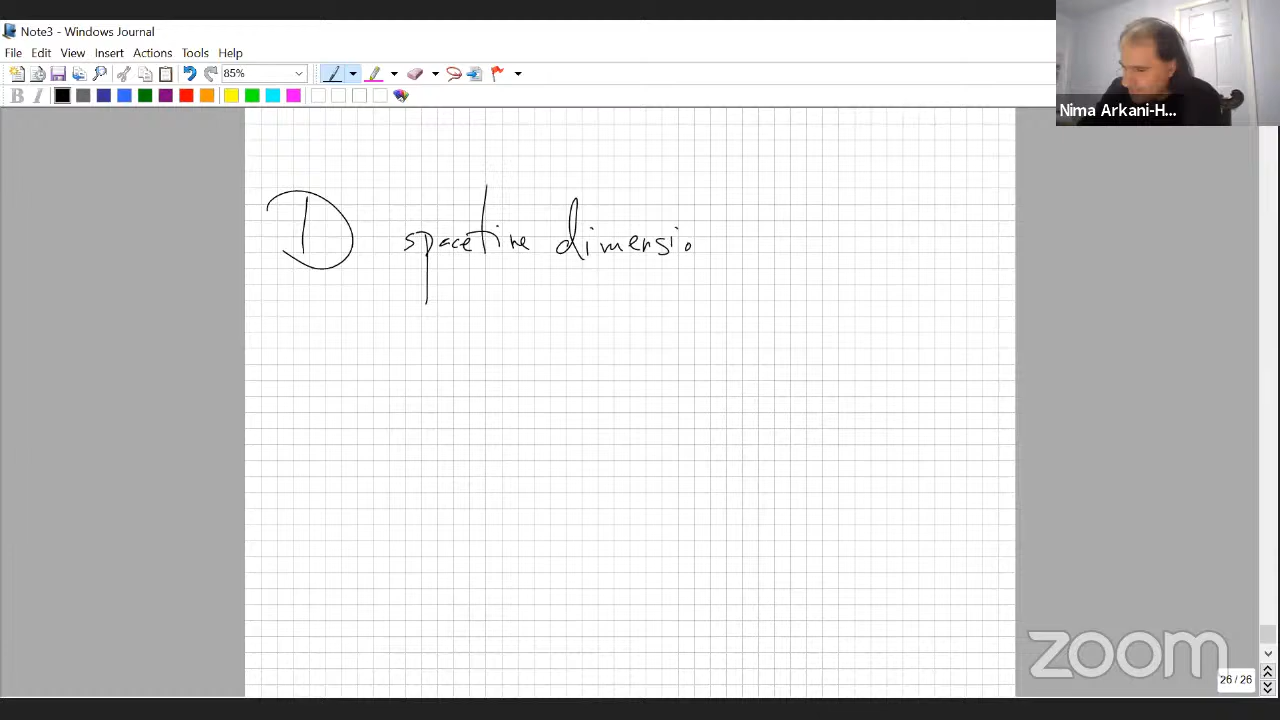 Note3 - Windows Journal
File Edit View Insert Actions Tools Help
85%
B I
Nima Arkani-H...
D spacetime dimensio
zoom
26 / 26